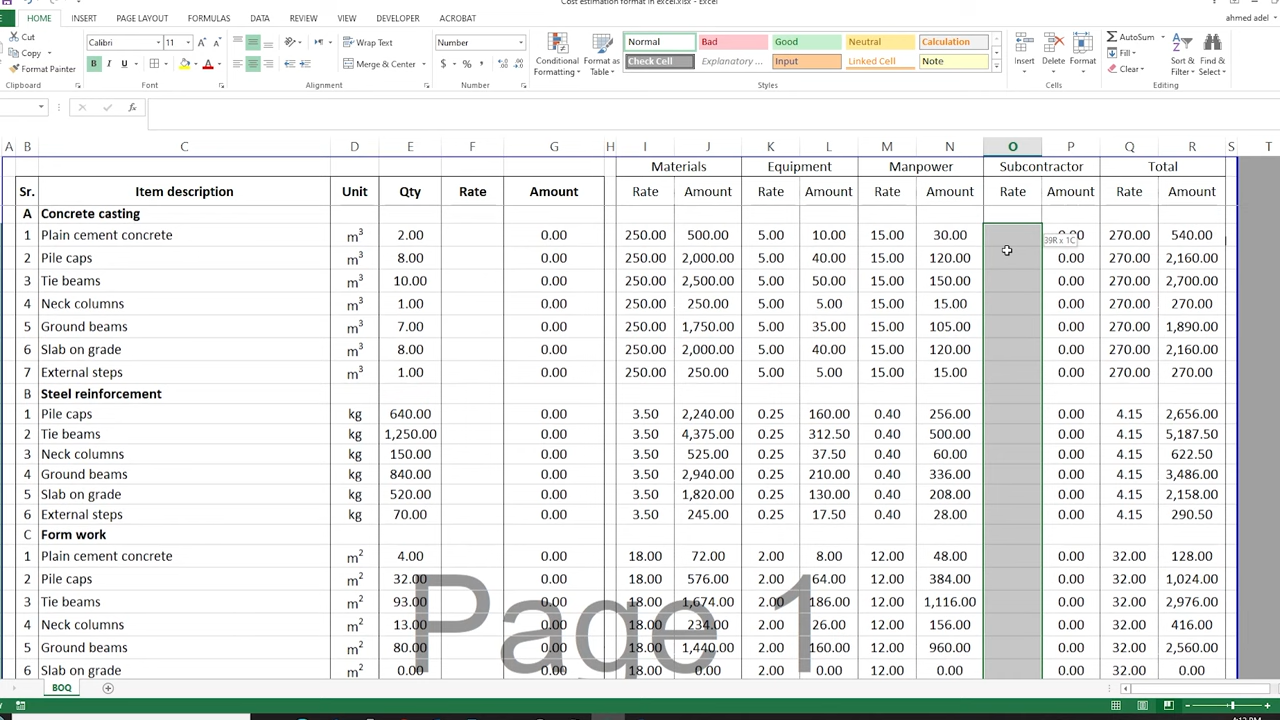 Cost estimation format in excel.xlsx - Excel
HOME INSERT PAGE LAYOUT FORMULAS DATA REVIEW VIEW DEVELOPER ACROBAT ahmed adel
Cut
Copy
Format Painter
Clipboard
Calibri 11
B I U
Font
Wrap Text
Merge & Center
Alignment
Number
$ % ,
Number
Conditional Formatting
Format as Table
Normal Bad Good Neutral Calculation
Check Cell Explanatory ... Input Linked Cell Note
Styles
Insert Delete Format
Cells
AutoSum
Fill
Clear
Sort & Filter
Find & Select
Editing
fx
A B C D E F G H I J K L M N O P Q R S T
Materials Equipment Manpower Subcontractor Total
Sr. Item description Unit Qty Rate Amount Rate Amount Rate Amount Rate Amount Rate Amount Rate Amount
A Concrete casting
1 Plain cement concrete m³ 2.00 0.00 250.00 500.00 5.00 10.00 15.00 30.00 0.00 270.00 540.00
39R x 1C
2 Pile caps m³ 8.00 0.00 250.00 2,000.00 5.00 40.00 15.00 120.00 0.00 270.00 2,160.00
3 Tie beams m³ 10.00 0.00 250.00 2,500.00 5.00 50.00 15.00 150.00 0.00 270.00 2,700.00
4 Neck columns m³ 1.00 0.00 250.00 250.00 5.00 5.00 15.00 15.00 0.00 270.00 270.00
5 Ground beams m³ 7.00 0.00 250.00 1,750.00 5.00 35.00 15.00 105.00 0.00 270.00 1,890.00
6 Slab on grade m³ 8.00 0.00 250.00 2,000.00 5.00 40.00 15.00 120.00 0.00 270.00 2,160.00
7 External steps m³ 1.00 0.00 250.00 250.00 5.00 5.00 15.00 15.00 0.00 270.00 270.00
B Steel reinforcement
1 Pile caps kg 640.00 0.00 3.50 2,240.00 0.25 160.00 0.40 256.00 0.00 4.15 2,656.00
2 Tie beams kg 1,250.00 0.00 3.50 4,375.00 0.25 312.50 0.40 500.00 0.00 4.15 5,187.50
3 Neck columns kg 150.00 0.00 3.50 525.00 0.25 37.50 0.40 60.00 0.00 4.15 622.50
4 Ground beams kg 840.00 0.00 3.50 2,940.00 0.25 210.00 0.40 336.00 0.00 4.15 3,486.00
5 Slab on grade kg 520.00 0.00 3.50 1,820.00 0.25 130.00 0.40 208.00 0.00 4.15 2,158.00
6 External steps kg 70.00 0.00 3.50 245.00 0.25 17.50 0.40 28.00 0.00 4.15 290.50
C Form work
1 Plain cement concrete m² 4.00 0.00 18.00 72.00 2.00 8.00 12.00 48.00 0.00 32.00 128.00
2 Pile caps m² 32.00 0.00 18.00 576.00 2.00 64.00 12.00 384.00 0.00 32.00 1,024.00
3 Tie beams m² 93.00 0.00 18.00 1,674.00 2.00 186.00 12.00 1,116.00 0.00 32.00 2,976.00
4 Neck columns m² 13.00 0.00 18.00 234.00 2.00 26.00 12.00 156.00 0.00 32.00 416.00
5 Ground beams m² 80.00 0.00 18.00 1,440.00 2.00 160.00 12.00 960.00 0.00 32.00 2,560.00
6 Slab on grade m² 0.00 0.00 18.00 0.00 2.00 0.00 12.00 0.00 0.00 32.00 0.00
Page 1
BOQ